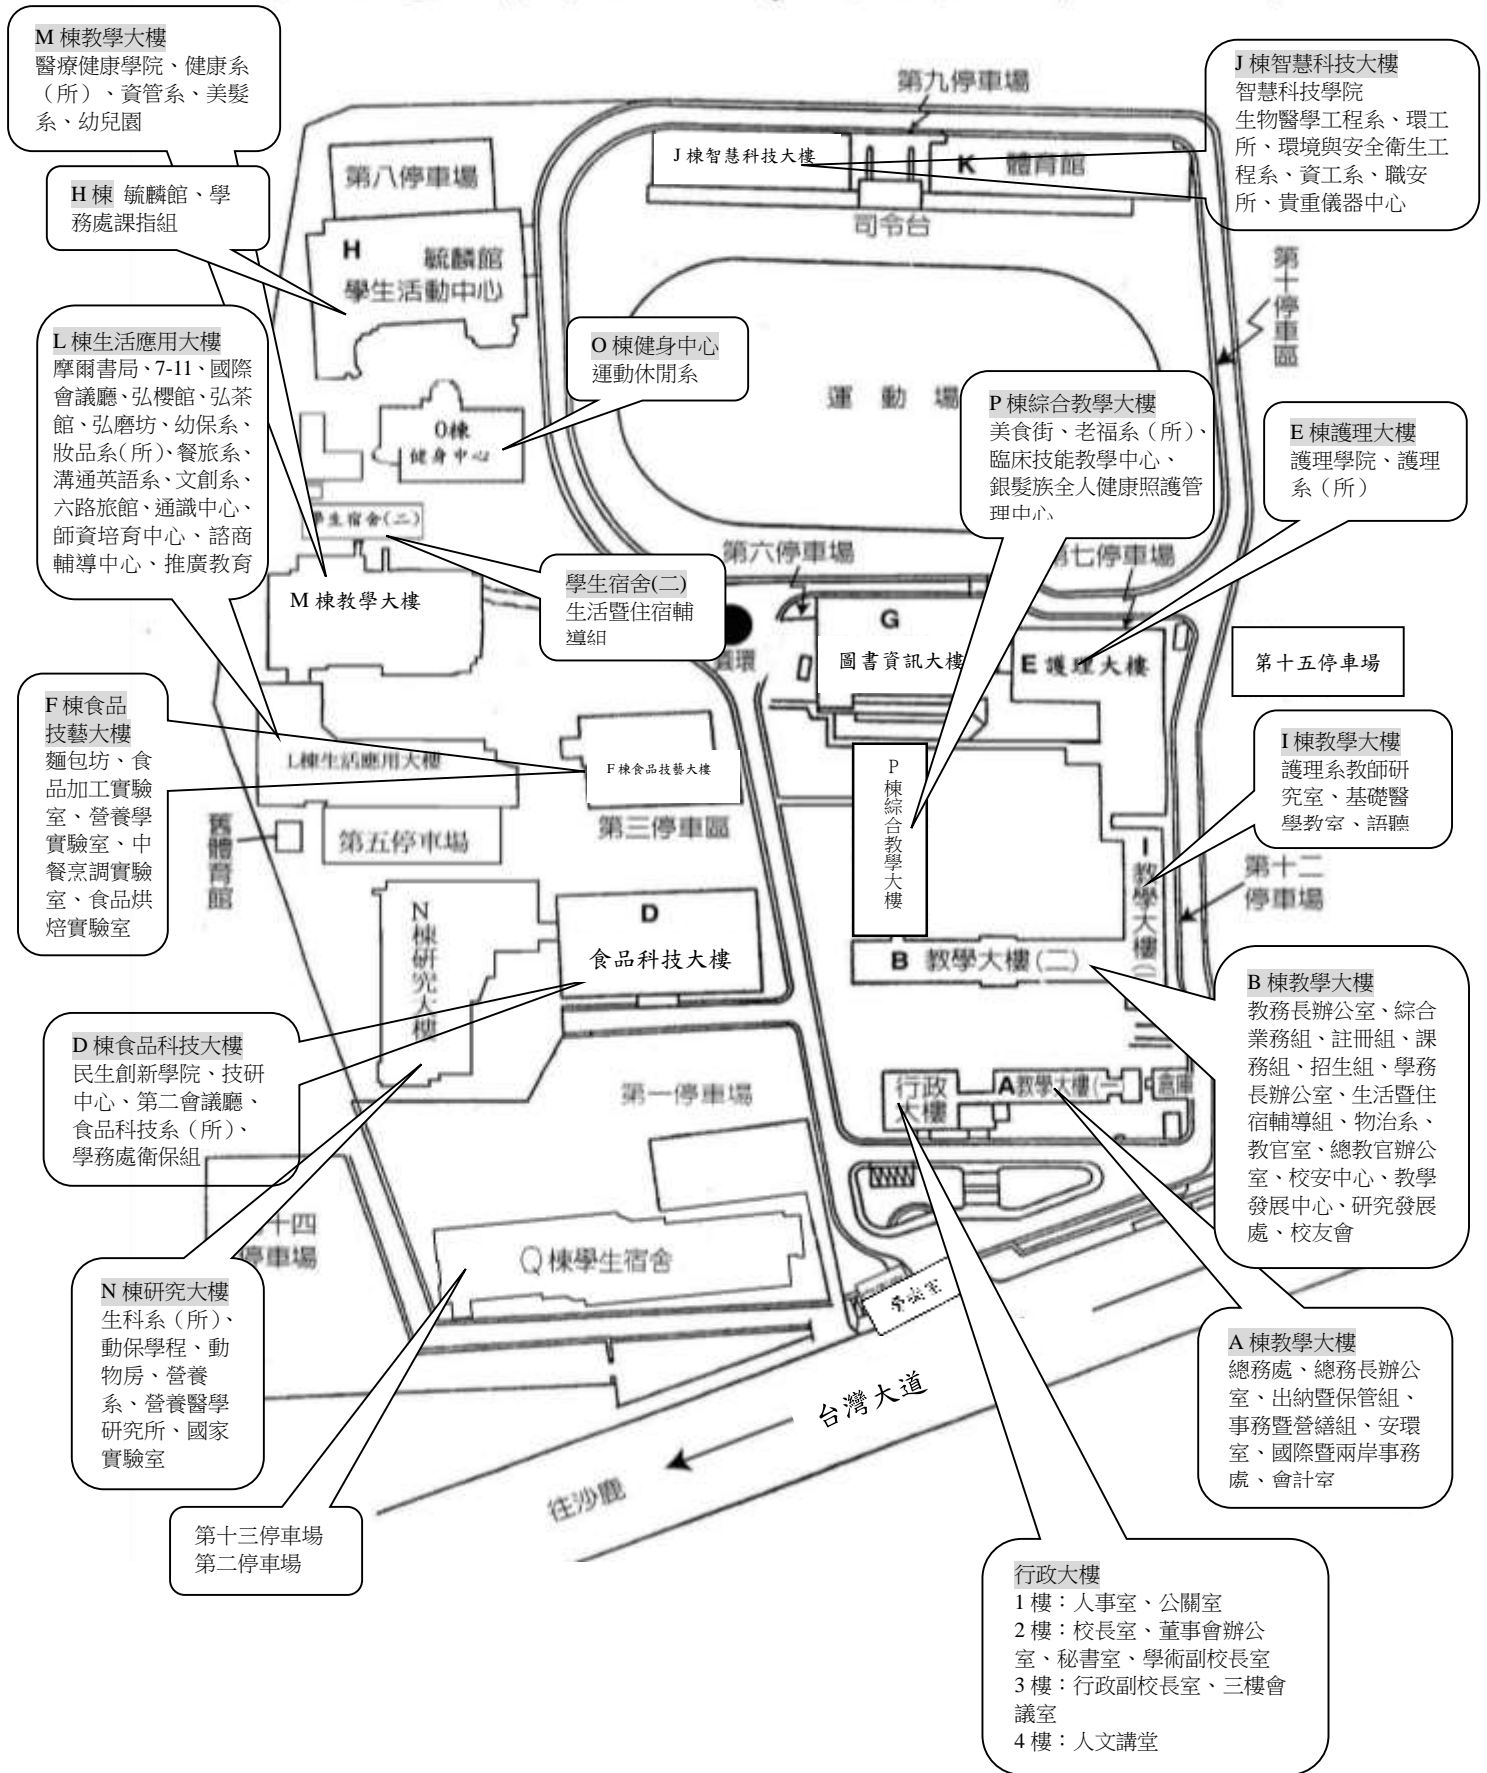 M 棟教學大樓
醫療健康學院、健康系
（所）、資管系、美髮
系、幼兒園
J 棟智慧科技大樓
智慧科技學院
生物醫學工程系、環工
所、環境與安全衛生工
程系、資工系、職安
所、貴重儀器中心
第九停車場
J 棟智慧科技大樓
K 體育館
司令台
第八停車場
H 棟 毓麟館、學
務處課指組
H 毓麟館
學生活動中心
第十停車區
L 棟生活應用大樓
摩爾書局、7-11、國際
會議廳、弘櫻館、弘茶
館、弘磨坊、幼保系、
妝品系(所)、餐旅系、
溝通英語系、文創系、
六路旅館、通識中心、
師資培育中心、諮商
輔導中心、推廣教育
O 棟健身中心
運動休閒系
運動場
P 棟綜合教學大樓
美食街、老福系（所）、
臨床技能教學中心、
銀髮族全人健康照護管
理中心
E 棟護理大樓
護理學院、護理
系（所）
O棟
健身中心
學生宿舍(二)
第六停車場
第七停車場
學生宿舍(二)
生活暨住宿輔
導組
M 棟教學大樓
G
圖書資訊大樓
E 護理大樓
第十五停車場
圓環
F 棟食品
技藝大樓
麵包坊、食
品加工實驗
室、營養學
實驗室、中
餐烹調實驗
室、食品烘
焙實驗室
L棟生活應用大樓
F 棟食品技藝大樓
P 棟綜合教學大樓
I 棟教學大樓
護理系教師研
究室、基礎醫
學教室、語聽
舊體育館
第五停車場
第三停車區
I 教學大樓(
第十二
停車場
N 棟研究大樓
D
食品科技大樓
B 教學大樓(二)
B 棟教學大樓
教務長辦公室、綜合
業務組、註冊組、課
務組、招生組、學務
長辦公室、生活暨住
宿輔導組、物治系、
教官室、總教官辦公
室、校安中心、教學
發展中心、研究發展
處、校友會
D 棟食品科技大樓
民生創新學院、技研
中心、第二會議廳、
食品科技系（所）、
學務處衛保組
第一停車場
行政
大樓
A教學大樓(一
倉庫
十四
停車場
Q棟學生宿舍
N 棟研究大樓
生科系（所）、
動保學程、動
物房、營養
系、營養醫學
研究所、國家
實驗室
A 棟教學大樓
總務處、總務長辦公
室、出納暨保管組、
事務暨營繕組、安環
室、國際暨兩岸事務
處、會計室
台灣大道
往沙鹿
第十三停車場
第二停車場
行政大樓
1 樓：人事室、公關室
2 樓：校長室、董事會辦公
室、秘書室、學術副校長室
3 樓：行政副校長室、三樓會
議室
4 樓：人文講堂